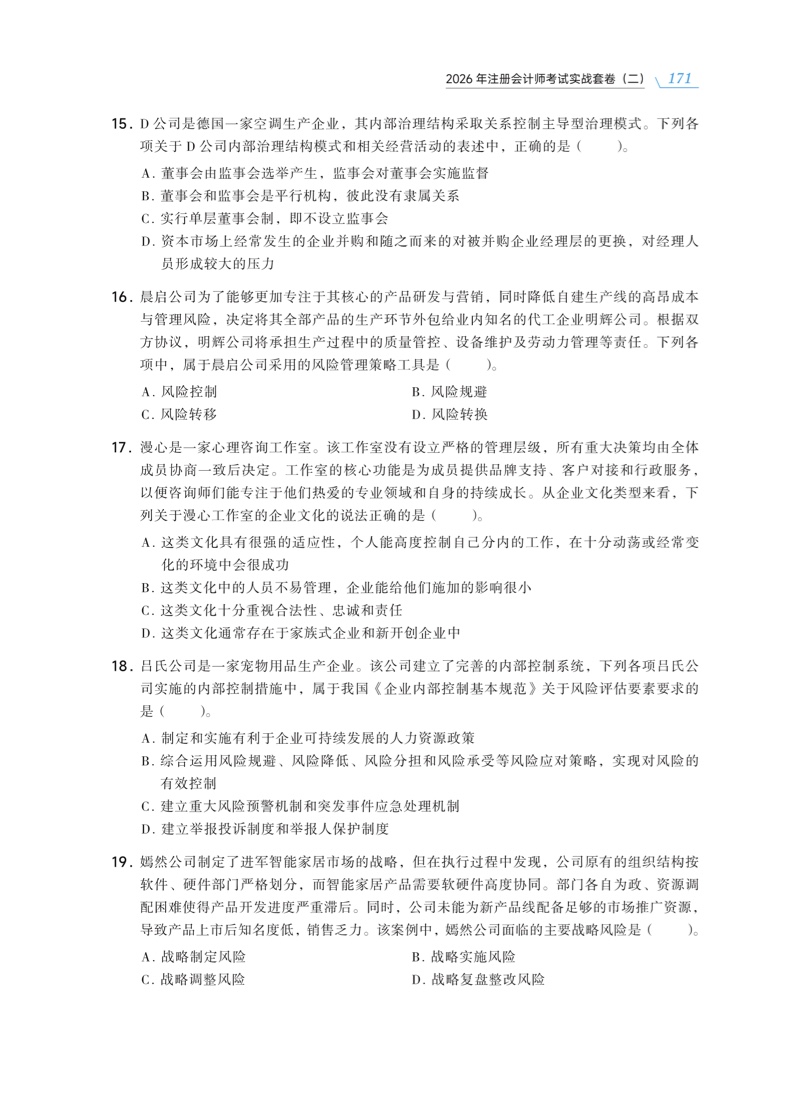 2026 年注册会计师考试实战套卷（二） 171
15. D 公司是德国一家空调生产企业，其内部治理结构采取关系控制主导型治理模式。下列各
项关于 D 公司内部治理结构模式和相关经营活动的表述中，正确的是（　　）。
A. 董事会由监事会选举产生，监事会对董事会实施监督
B. 董事会和监事会是平行机构，彼此没有隶属关系
C. 实行单层董事会制，即不设立监事会
D. 资本市场上经常发生的企业并购和随之而来的对被并购企业经理层的更换，对经理人
员形成较大的压力
16. 晨启公司为了能够更加专注于其核心的产品研发与营销，同时降低自建生产线的高昂成本
与管理风险，决定将其全部产品的生产环节外包给业内知名的代工企业明辉公司。根据双
方协议，明辉公司将承担生产过程中的质量管控、设备维护及劳动力管理等责任。下列各
项中，属于晨启公司采用的风险管理策略工具是（　　）。
A. 风险控制 B. 风险规避
C. 风险转移 D. 风险转换
17. 漫心是一家心理咨询工作室。该工作室没有设立严格的管理层级，所有重大决策均由全体
成员协商一致后决定。工作室的核心功能是为成员提供品牌支持、客户对接和行政服务，
以便咨询师们能专注于他们热爱的专业领域和自身的持续成长。从企业文化类型来看，下
列关于漫心工作室的企业文化的说法正确的是（　　）。
A. 这类文化具有很强的适应性，个人能高度控制自己分内的工作，在十分动荡或经常变
化的环境中会很成功
B. 这类文化中的人员不易管理，企业能给他们施加的影响很小
C. 这类文化十分重视合法性、忠诚和责任
D. 这类文化通常存在于家族式企业和新开创企业中
18. 吕氏公司是一家宠物用品生产企业。该公司建立了完善的内部控制系统，下列各项吕氏公
司实施的内部控制措施中，属于我国《企业内部控制基本规范》关于风险评估要素要求的
是（　　）。
A. 制定和实施有利于企业可持续发展的人力资源政策
B. 综合运用风险规避、风险降低、风险分担和风险承受等风险应对策略，实现对风险的
有效控制
C. 建立重大风险预警机制和突发事件应急处理机制
D. 建立举报投诉制度和举报人保护制度
19. 嫣然公司制定了进军智能家居市场的战略，但在执行过程中发现，公司原有的组织结构按
软件、硬件部门严格划分，而智能家居产品需要软硬件高度协同。部门各自为政、资源调
配困难使得产品开发进度严重滞后。同时，公司未能为新产品线配备足够的市场推广资源，
导致产品上市后知名度低，销售乏力。该案例中，嫣然公司面临的主要战略风险是（　　）。
A. 战略制定风险 B. 战略实施风险
C. 战略调整风险 D. 战略复盘整改风险